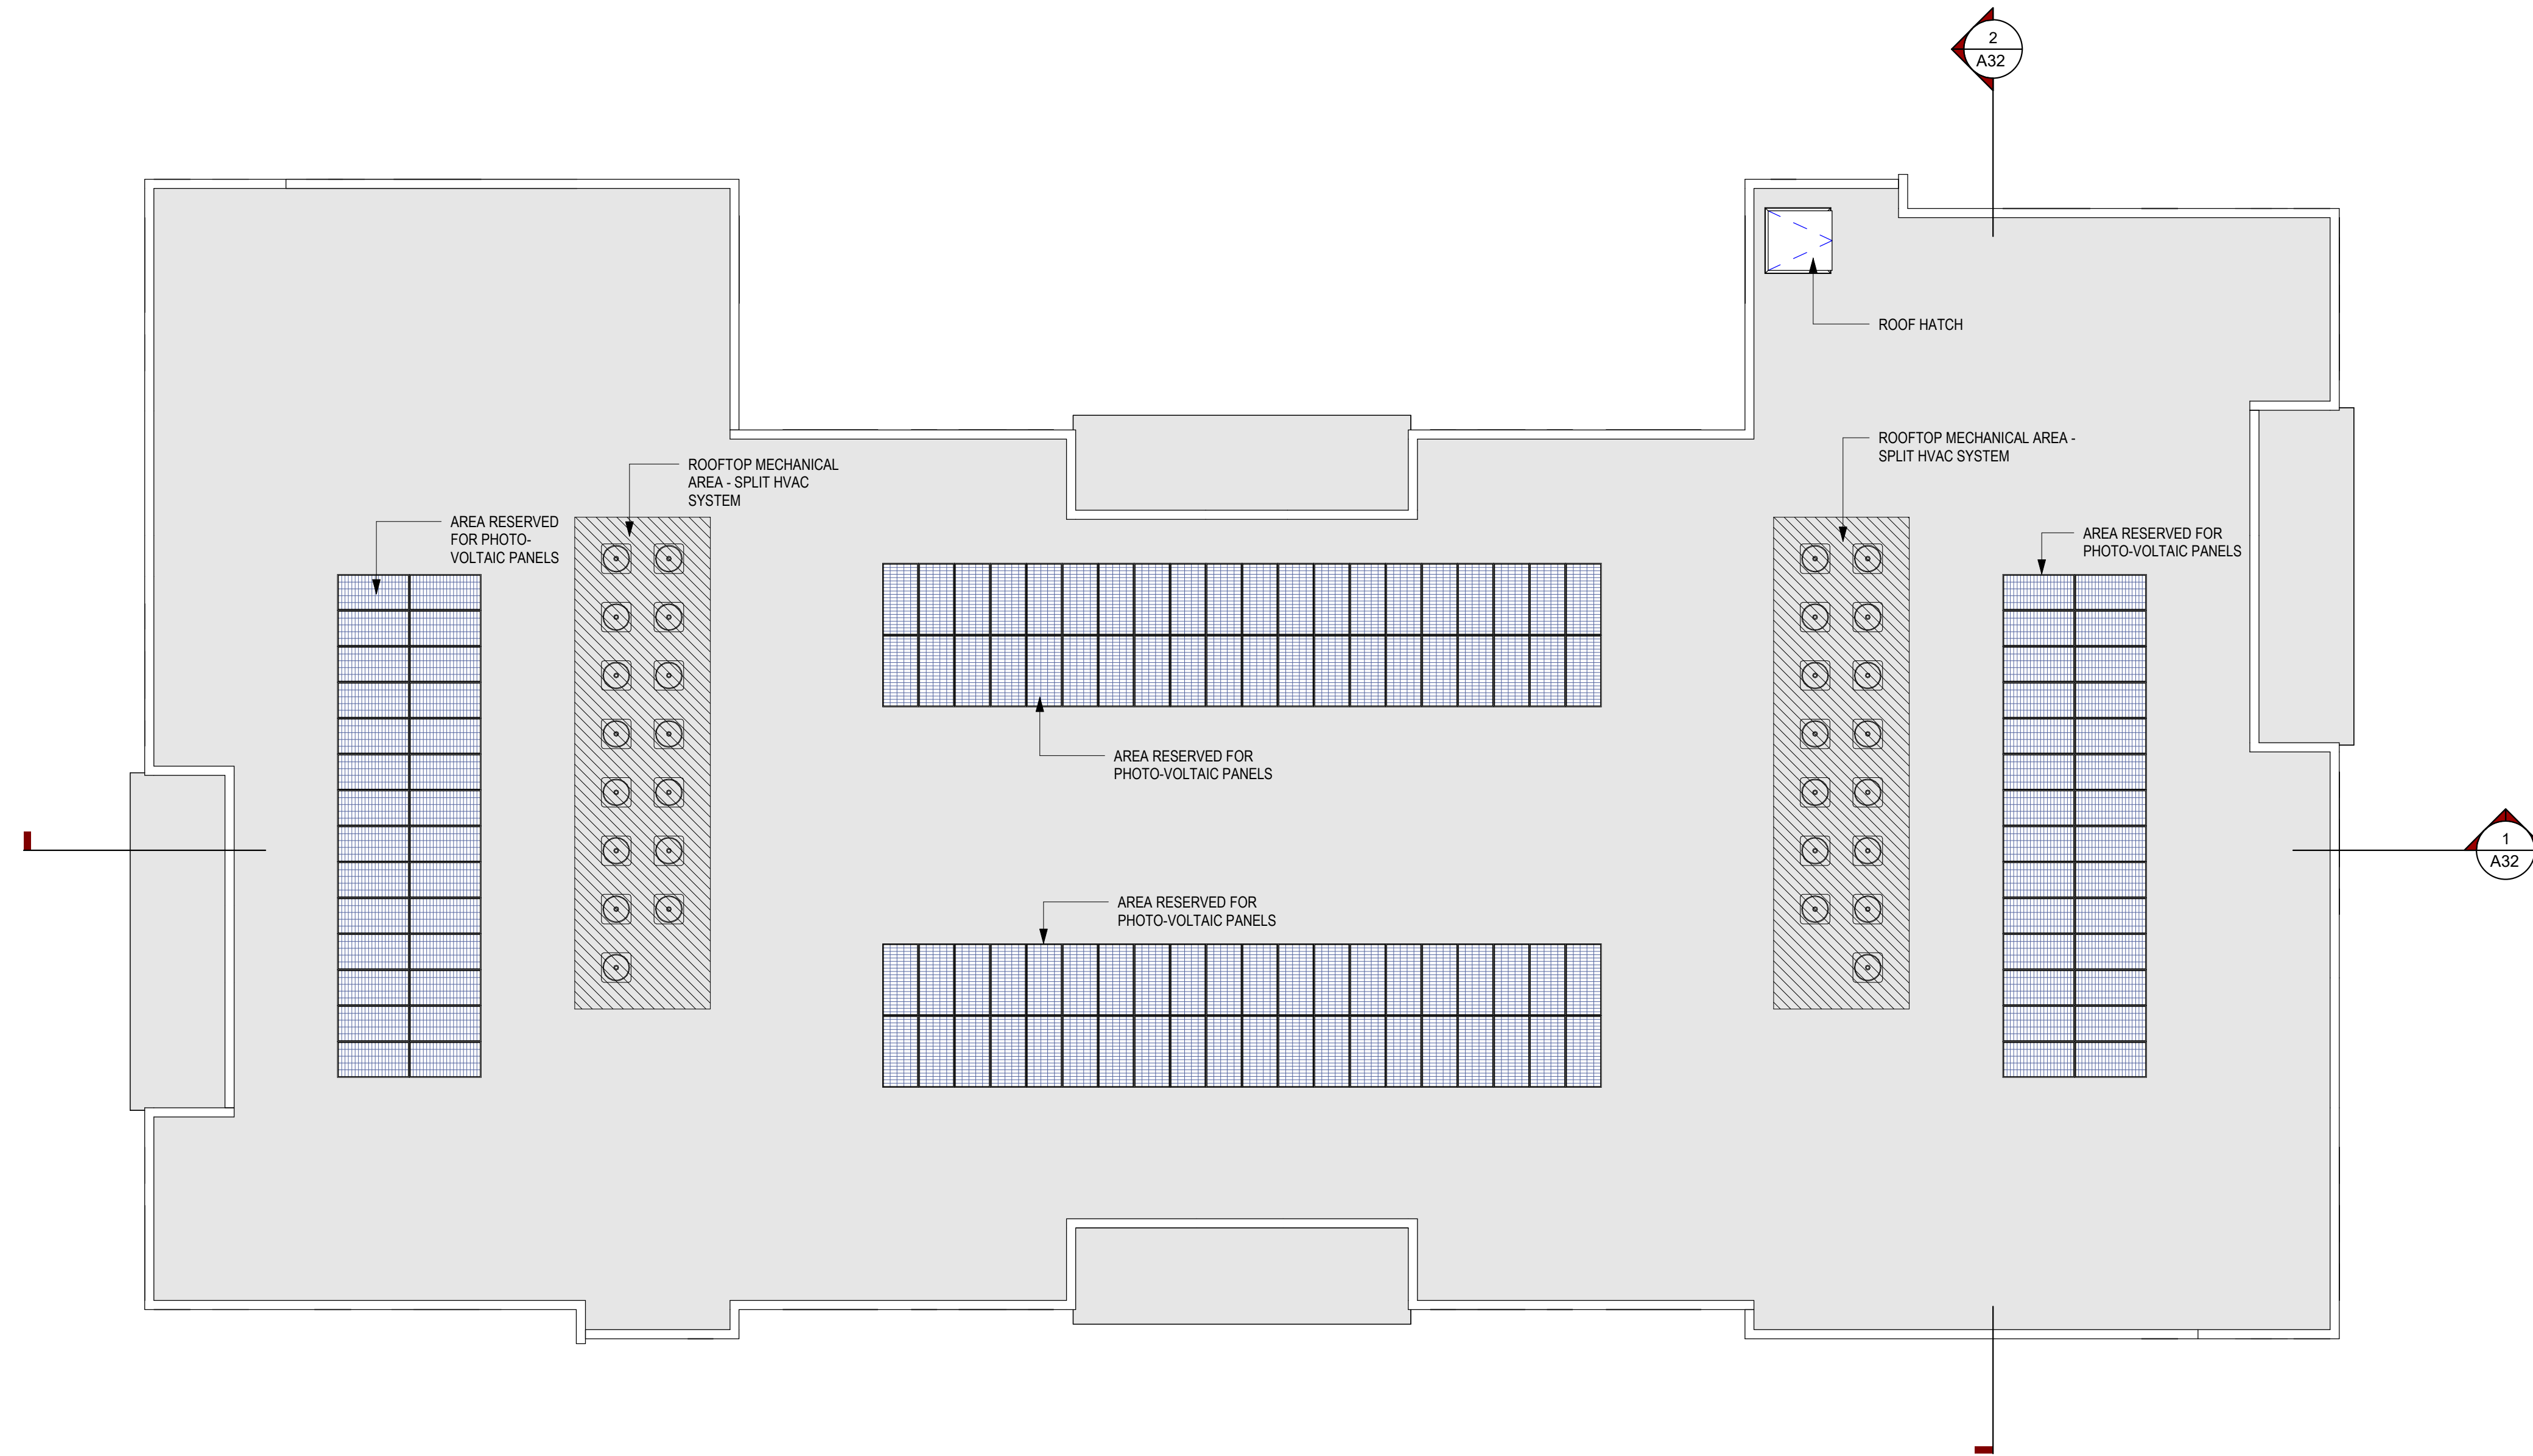 2
A32
ROOF HATCH
ROOFTOP MECHANICAL AREA -
SPLIT HVAC SYSTEM
ROOFTOP MECHANICAL
AREA - SPLIT HVAC
SYSTEM
AREA RESERVED
FOR PHOTO-
VOLTAIC PANELS
AREA RESERVED FOR
PHOTO-VOLTAIC PANELS
AREA RESERVED FOR
PHOTO-VOLTAIC PANELS
1
A32
AREA RESERVED FOR
PHOTO-VOLTAIC PANELS